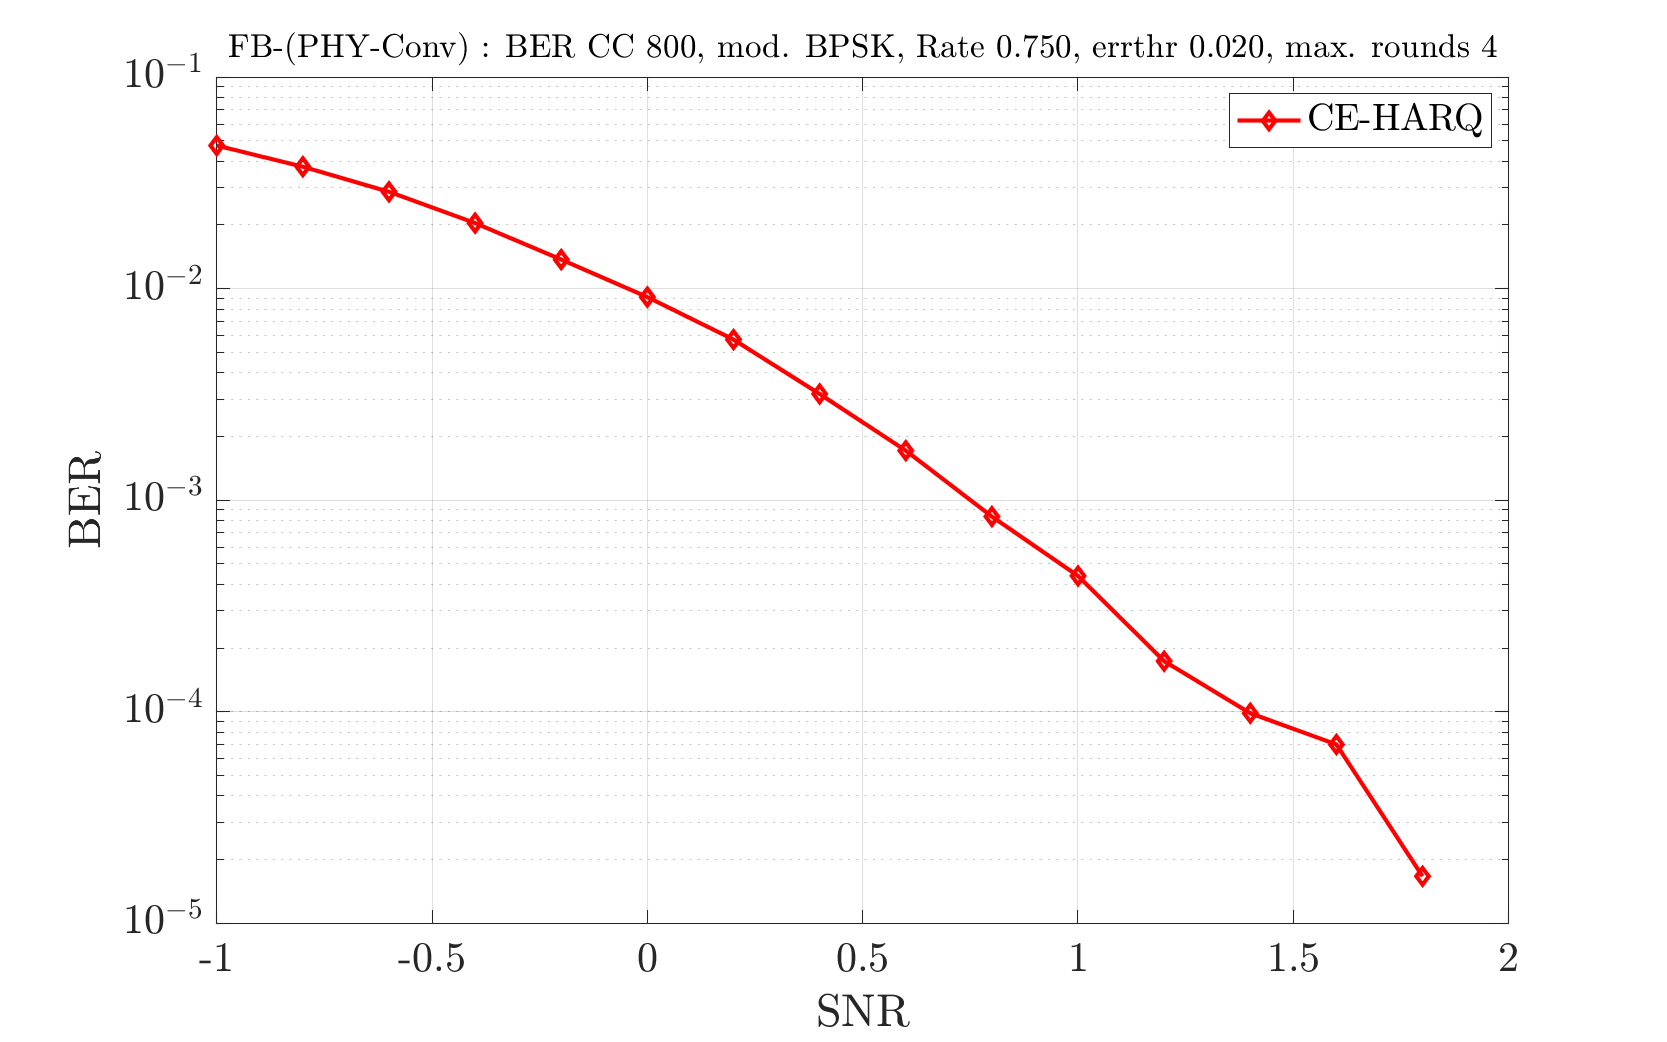 FB-(PHY-Conv) : BER CC 800, mod. BPSK, Rate 0.750, errthr 0.020, max. rounds 4
CE-HARQ
10^{-1}
10^{-2}
10^{-3}
10^{-4}
10^{-5}
BER
-1 -0.5 0 0.5 1 1.5 2
SNR